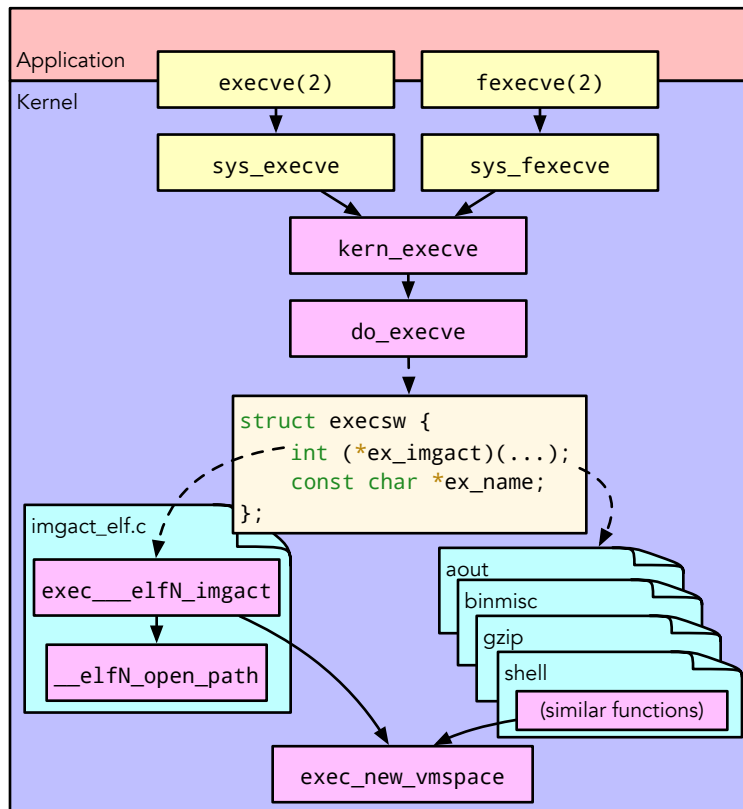 Application
execve(2)
fexecve(2)
Kernel
sys_execve
sys_fexecve
kern_execve
do_execve
struct execsw {
int (*ex_imgact)(...);
const char *ex_name;
};
imgact_elf.c
exec___elfN_imgact
__elfN_open_path
aout
binmisc
gzip
shell
(similar functions)
exec_new_vmspace